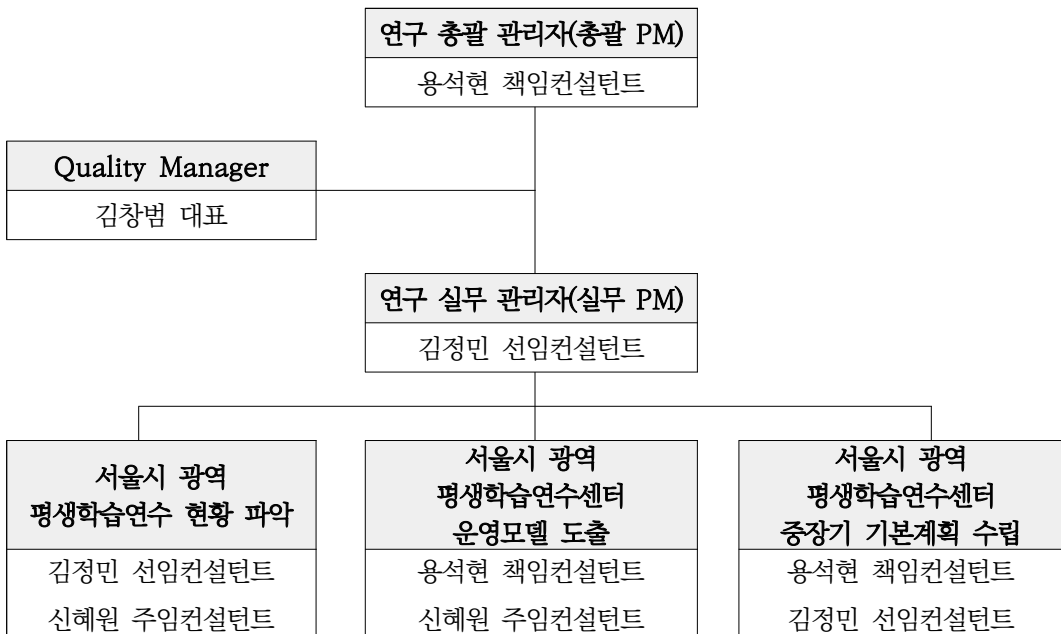 연구 총괄 관리자(총괄 PM)
용석현 책임컨설턴트
Quality Manager
김창범 대표
연구 실무 관리자(실무 PM)
김정민 선임컨설턴트
서울시 광역
평생학습연수 현황 파악
김정민 선임컨설턴트
신혜원 주임컨설턴트
서울시 광역
평생학습연수센터
운영모델 도출
용석현 책임컨설턴트
신혜원 주임컨설턴트
서울시 광역
평생학습연수센터
중장기 기본계획 수립
용석현 책임컨설턴트
김정민 선임컨설턴트